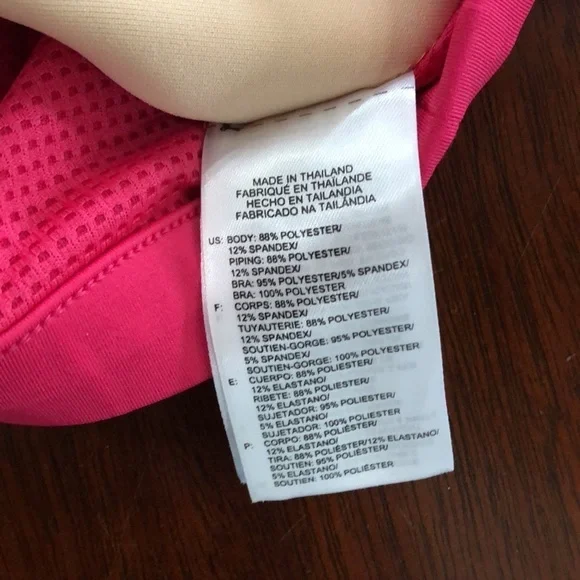 MADE IN THAILAND
FABRIQUÉ EN THAÏLANDE
HECHO EN TAILANDIA
FABRICADO NA TAILÂNDIA
US: BODY: 88% POLYESTER/
12% SPANDEX/
PIPING: 88% POLYESTER/
12% SPANDEX/
BRA: 95% POLYESTER/5% SPANDEX/
BRA: 100% POLYESTER
F: CORPS: 88% POLYESTER/
12% SPANDEX/
TUYAUTERIE: 88% POLYESTER/
12% SPANDEX/
SOUTIEN-GORGE: 95% POLYESTER/
5% SPANDEX/
SOUTIEN-GORGE: 100% POLYESTER
E: CUERPO: 88% POLIÉSTER/
12% ELASTANO/
RIBETE: 88% POLIÉSTER/
12% ELASTANO/
SUJETADOR: 95% POLIÉSTER/
5% ELASTANO/
SUJETADOR: 100% POLIÉSTER
P: CORPO: 88% POLIÉSTER/
12% ELASTANO/
TIRA: 88% POLIÉSTER/12% ELASTANO/
SOUTIEN: 95% POLIÉSTER/
5% ELASTANO/
SOUTIEN: 100% POLIÉSTER